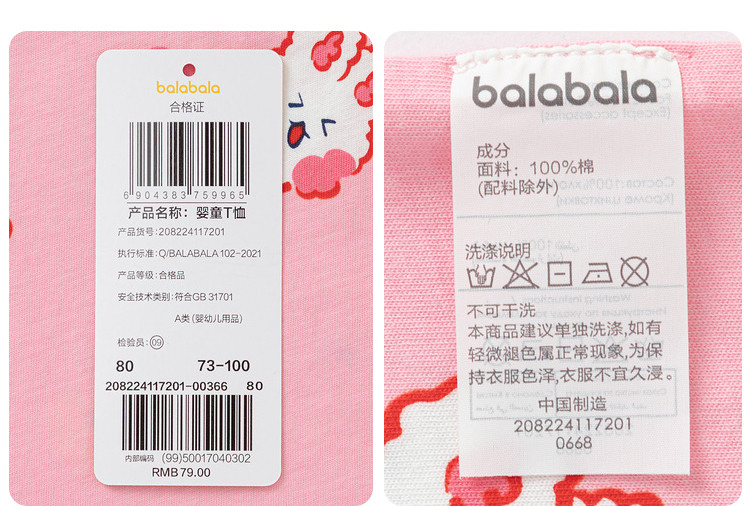 balabala
合格证
6 904383 759965
产品名称：婴童T恤
产品货号：208224117201
执行标准：Q/BALABALA 102-2021
产品等级：合格品
安全技术类别：符合GB 31701
A类 (婴幼儿用品)
检验员：09
80 73-100
208224117201-00366 80
内部编码 (99)50017040302
RMB 79.00
balabala
成分
面料：100%棉
(配料除外)
洗涤说明
不可干洗
本商品建议单独洗涤,如有
轻微褪色属正常现象,为保
持衣服色泽,衣服不宜久浸。
中国制造
208224117201
0668